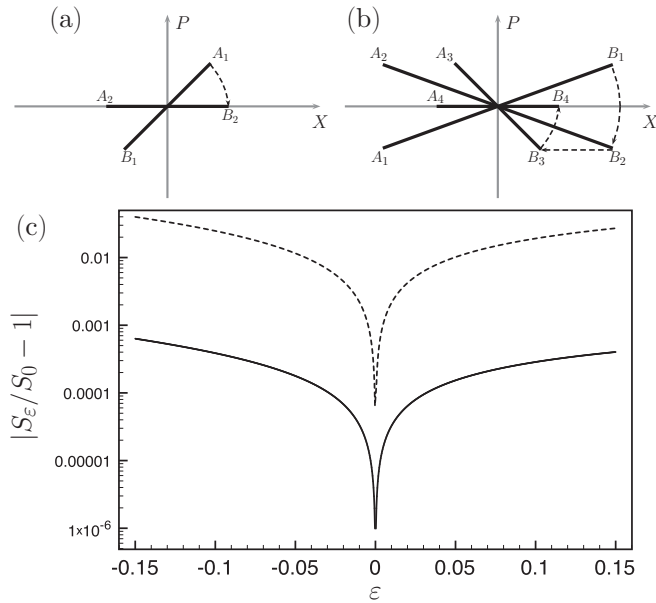 (a)
P
A₁
A₂
B₂
X
B₁
(b)
P
A₂
A₃
B₁
A₄
B₄
X
A₁
B₃
B₂
(c)
|S_ε/S₀ − 1|
0.01
0.001
0.0001
0.00001
1×10⁻⁶
-0.15 -0.1 -0.05 0 0.05 0.1 0.15
ε